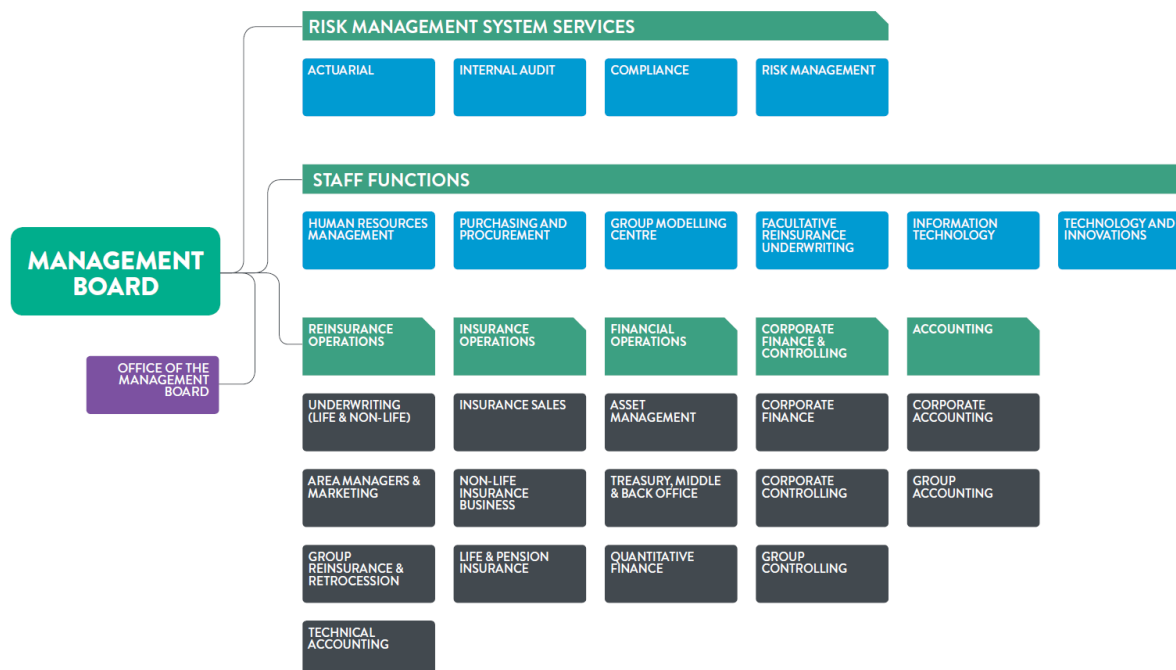 RISK MANAGEMENT SYSTEM SERVICES
ACTUARIAL
INTERNAL AUDIT
COMPLIANCE
RISK MANAGEMENT
STAFF FUNCTIONS
HUMAN RESOURCES
MANAGEMENT
PURCHASING AND
PROCUREMENT
GROUP MODELLING
CENTRE
FACULTATIVE
REINSURANCE
UNDERWRITING
INFORMATION
TECHNOLOGY
TECHNOLOGY AND
INNOVATIONS
MANAGEMENT
BOARD
OFFICE OF THE
MANAGEMENT
BOARD
REINSURANCE
OPERATIONS
INSURANCE
OPERATIONS
FINANCIAL
OPERATIONS
CORPORATE
FINANCE &
CONTROLLING
ACCOUNTING
UNDERWRITING
(LIFE & NON-LIFE)
INSURANCE SALES
ASSET
MANAGEMENT
CORPORATE
FINANCE
CORPORATE
ACCOUNTING
AREA MANAGERS &
MARKETING
NON-LIFE
INSURANCE
BUSINESS
TREASURY, MIDDLE
& BACK OFFICE
CORPORATE
CONTROLLING
GROUP
ACCOUNTING
GROUP
REINSURANCE &
RETROCESSION
LIFE & PENSION
INSURANCE
QUANTITATIVE
FINANCE
GROUP
CONTROLLING
TECHNICAL
ACCOUNTING